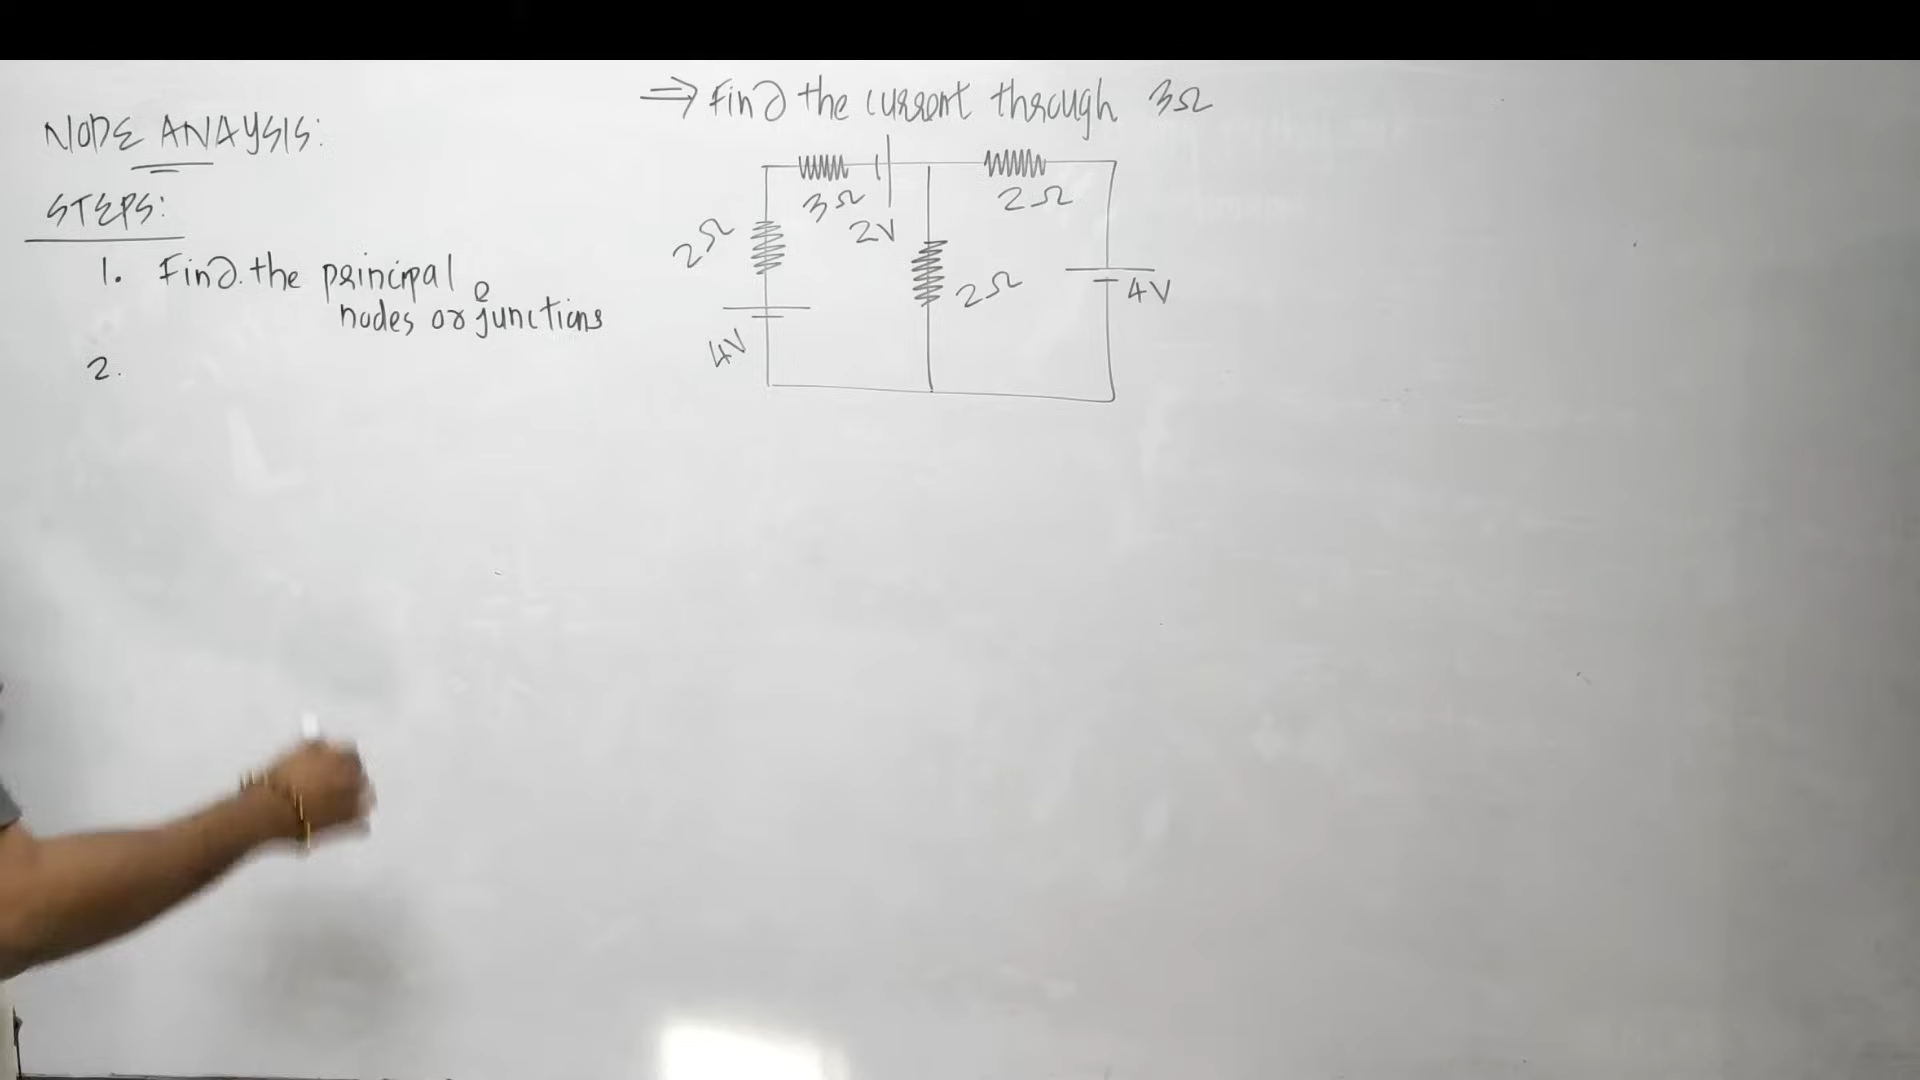 ⇒ Find the current through 3Ω
NODE ANAYSIS:
STEPS:
1. Find the principal
nodes or junctions
2.
3Ω
2V
2Ω
2Ω
2Ω
4V
4V